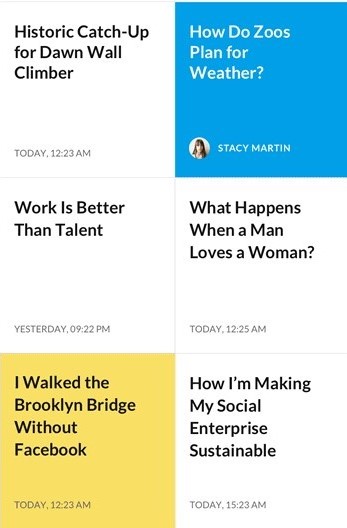 Historic Catch-Up
for Dawn Wall
Climber
TODAY, 12:23 AM
How Do Zoos
Plan for
Weather?
STACY MARTIN
Work Is Better
Than Talent
YESTERDAY, 09:22 PM
What Happens
When a Man
Loves a Woman?
TODAY, 12:25 AM
I Walked the
Brooklyn Bridge
Without
Facebook
TODAY, 12:23 AM
How I’m Making
My Social
Enterprise
Sustainable
TODAY, 15:23 AM